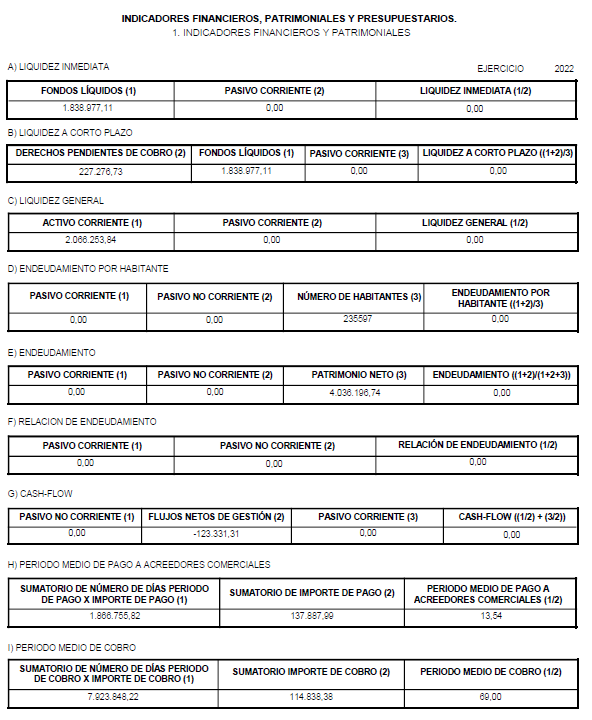 INDICADORES FINANCIEROS, PATRIMONIALES Y PRESUPUESTARIOS.
1. INDICADORES FINANCIEROS Y PATRIMONIALES
A) LIQUIDEZ INMEDIATA
EJERCICIO 2022
FONDOS LÍQUIDOS (1) PASIVO CORRIENTE (2) LIQUIDEZ INMEDIATA (1/2)
1.838.977,11 0,00 0,00
B) LIQUIDEZ A CORTO PLAZO
DERECHOS PENDIENTES DE COBRO (2) FONDOS LÍQUIDOS (1) PASIVO CORRIENTE (3) LIQUIDEZ A CORTO PLAZO ((1+2)/3)
227.276,73 1.838.977,11 0,00 0,00
C) LIQUIDEZ GENERAL
ACTIVO CORRIENTE (1) PASIVO CORRIENTE (2) LIQUIDEZ GENERAL (1/2)
2.066.253,84 0,00 0,00
D) ENDEUDAMIENTO POR HABITANTE
PASIVO CORRIENTE (1) PASIVO NO CORRIENTE (2) NÚMERO DE HABITANTES (3) ENDEUDAMIENTO POR
HABITANTE ((1+2)/3)
0,00 0,00 235597 0,00
E) ENDEUDAMIENTO
PASIVO CORRIENTE (1) PASIVO NO CORRIENTE (2) PATRIMONIO NETO (3) ENDEUDAMIENTO ((1+2)/(1+2+3))
0,00 0,00 4.036.196,74 0,00
F) RELACION DE ENDEUDAMIENTO
PASIVO CORRIENTE (1) PASIVO NO CORRIENTE (2) RELACIÓN DE ENDEUDAMIENTO (1/2)
0,00 0,00 0,00
G) CASH-FLOW
PASIVO NO CORRIENTE (1) FLUJOS NETOS DE GESTIÓN (2) PASIVO CORRIENTE (3) CASH-FLOW ((1/2) + (3/2))
0,00 -123.331,31 0,00 0,00
H) PERIODO MEDIO DE PAGO A ACREEDORES COMERCIALES
SUMATORIO DE NÚMERO DE DÍAS PERIODO
DE PAGO X IMPORTE DE PAGO (1) SUMATORIO DE IMPORTE DE PAGO (2) PERIODO MEDIO DE PAGO A
ACREEDORES COMERCIALES (1/2)
1.866.755,82 137.887,99 13,54
I) PERIODO MEDIO DE COBRO
SUMATORIO DE NÚMERO DE DÍAS PERIODO
DE COBRO X IMPORTE DE COBRO (1) SUMATORIO IMPORTE DE COBRO (2) PERIODO MEDIO DE COBRO (1/2)
7.923.848,22 114.838,38 69,00